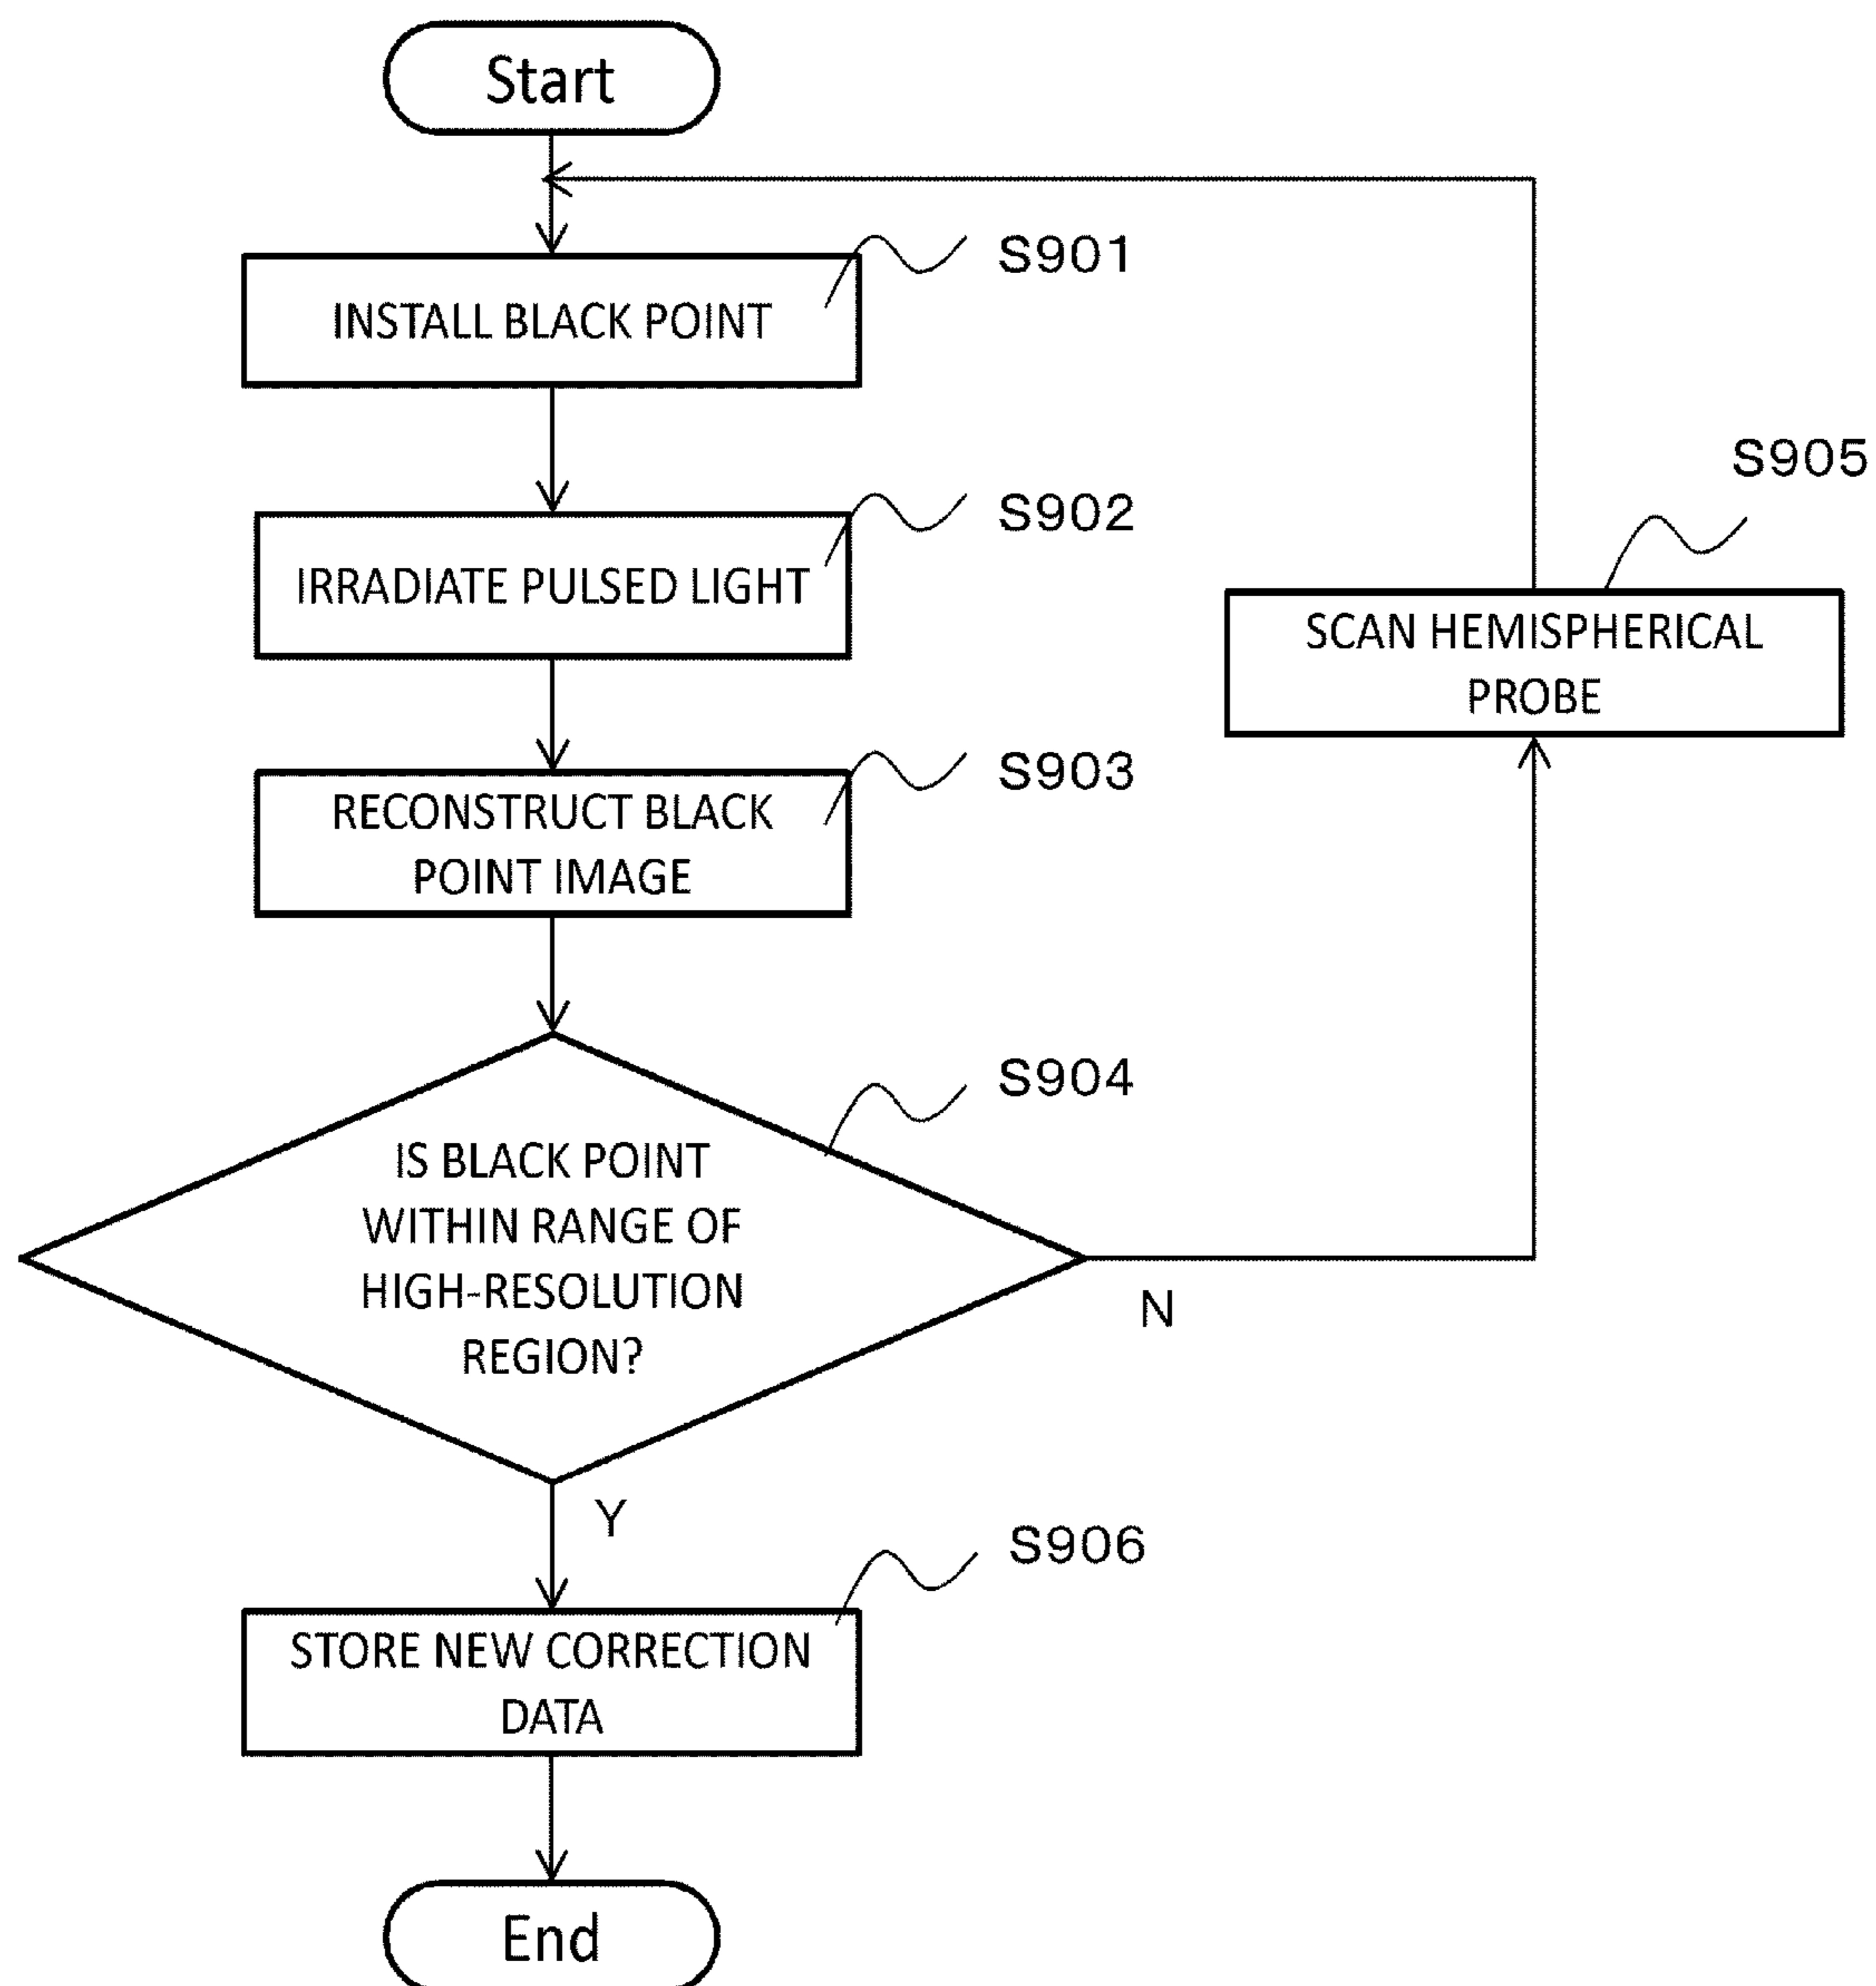 Start
INSTALL BLACK POINT
S901
IRRADIATE PULSED LIGHT
S902
RECONSTRUCT BLACK
POINT IMAGE
S903
IS BLACK POINT
WITHIN RANGE OF
HIGH-RESOLUTION
REGION?
S904
N
SCAN HEMISPHERICAL
PROBE
S905
Y
STORE NEW CORRECTION
DATA
S906
End